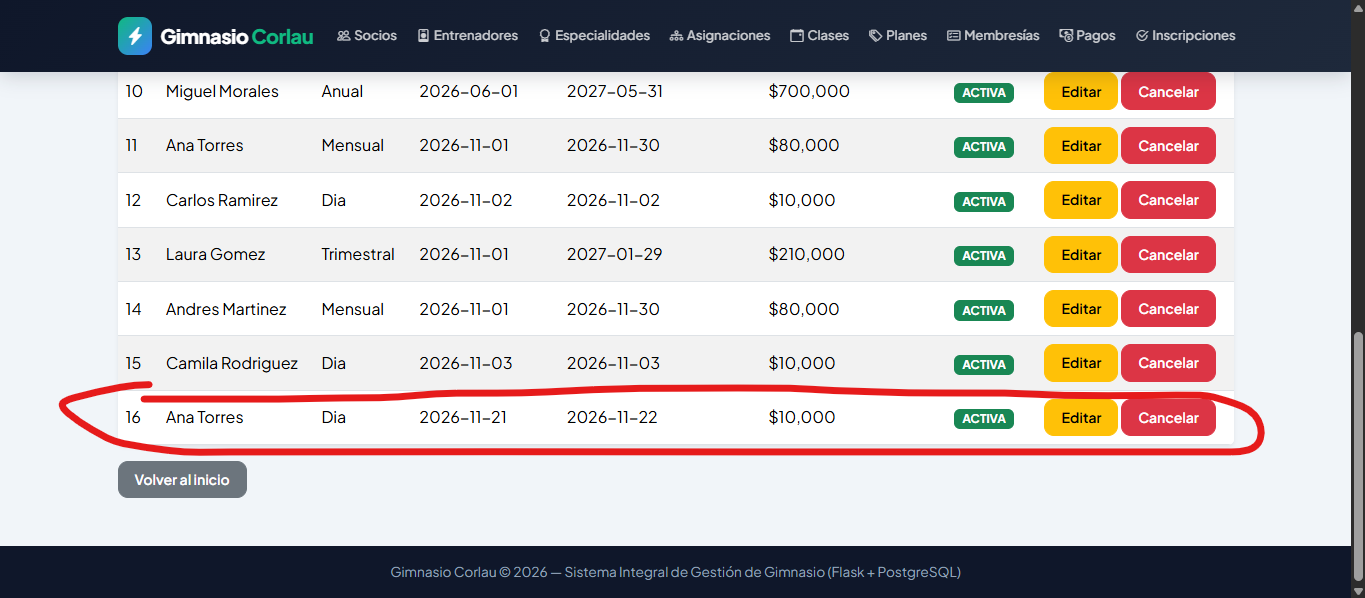 Gimnasio Corlau Socios Entrenadores Especialidades Asignaciones Clases Planes Membresías Pagos Inscripciones
10 Miguel Morales Anual 2026-06-01 2027-05-31 $700,000 ACTIVA Editar Cancelar
11 Ana Torres Mensual 2026-11-01 2026-11-30 $80,000 ACTIVA Editar Cancelar
12 Carlos Ramirez Dia 2026-11-02 2026-11-02 $10,000 ACTIVA Editar Cancelar
13 Laura Gomez Trimestral 2026-11-01 2027-01-29 $210,000 ACTIVA Editar Cancelar
14 Andres Martinez Mensual 2026-11-01 2026-11-30 $80,000 ACTIVA Editar Cancelar
15 Camila Rodriguez Dia 2026-11-03 2026-11-03 $10,000 ACTIVA Editar Cancelar
16 Ana Torres Dia 2026-11-21 2026-11-22 $10,000 ACTIVA Editar Cancelar
Volver al inicio
Gimnasio Corlau © 2026 — Sistema Integral de Gestión de Gimnasio (Flask + PostgreSQL)